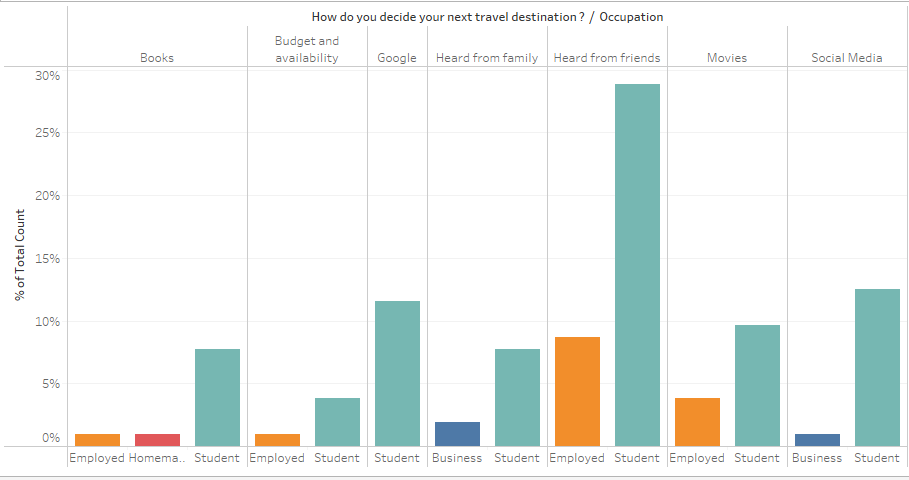 How do you decide your next travel destination ? / Occupation
Budget and
Books availability Google Heard from family Heard from friends Movies Social Media
30%
25%
20%
15%
10%
5%
0%
% of Total Count
Employed Homema.. Student Employed Student Student Business Student Employed Student Employed Student Business Student